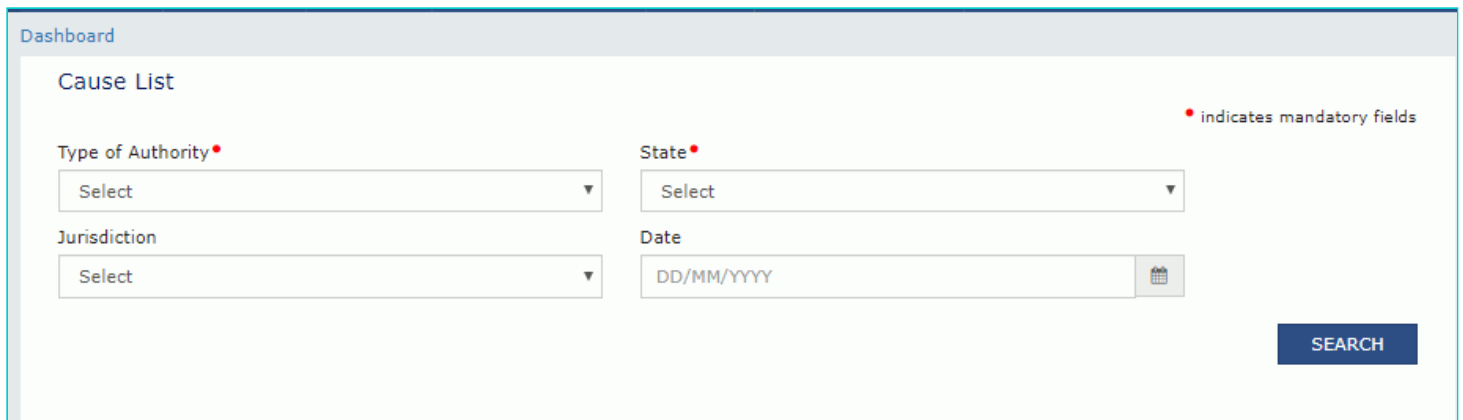 Dashboard
Cause List
• indicates mandatory fields
Type of Authority•
State•
Select
Select
Jurisdiction
Date
Select
DD/MM/YYYY
SEARCH